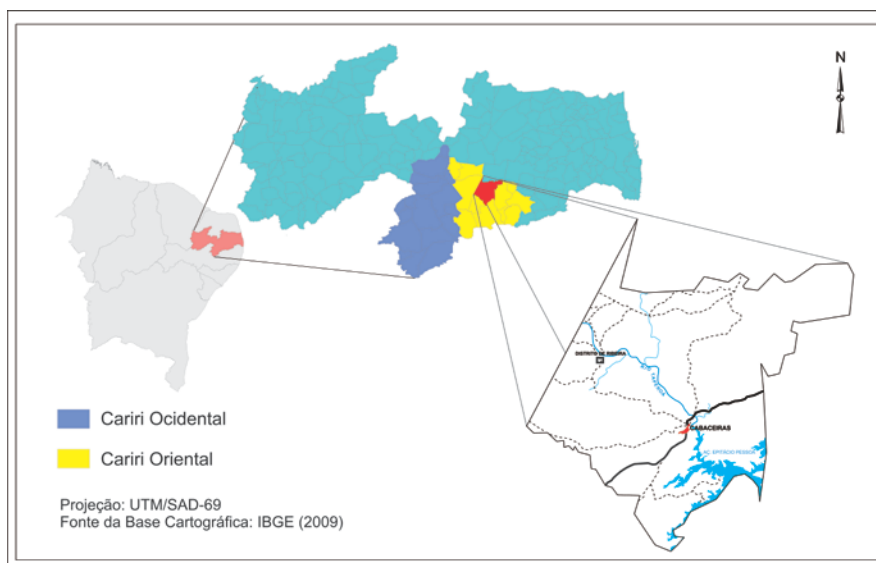 N
DISTRITO DE RIBEIRA
CABACEIRAS
AÇ. EPITÁCIO PESSOA
Cariri Ocidental
Cariri Oriental
Projeção: UTM/SAD-69
Fonte da Base Cartográfica: IBGE (2009)